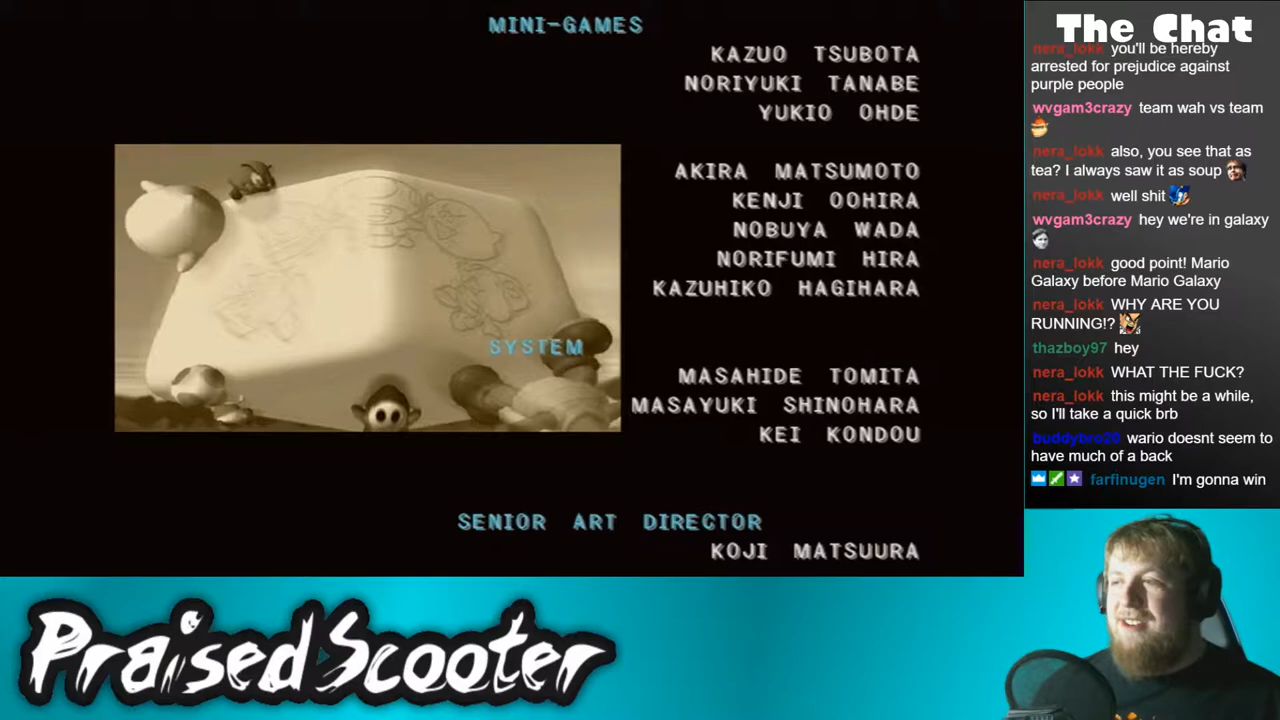 MINI-GAMES
KAZUO TSUBOTA
NORIYUKI TANABE
YUKIO OHDE
AKIRA MATSUMOTO
KENJI OOHIRA
NOBUYA WADA
NORIFUMI HIRA
KAZUHIKO HAGIHARA
SYSTEM
MASAHIDE TOMITA
MASAYUKI SHINOHARA
KEI KONDOU
SENIOR ART DIRECTOR
KOJI MATSUURA
The Chat
nera_lokk you'll be hereby
arrested for prejudice against
purple people
wvgam3crazy team wah vs team
nera_lokk also, you see that as
tea? I always saw it as soup
nera_lokk well shit
wvgam3crazy hey we're in galaxy
nera_lokk good point! Mario
Galaxy before Mario Galaxy
nera_lokk WHY ARE YOU
RUNNING!?
thazboy97 hey
nera_lokk WHAT THE FUCK?
nera_lokk this might be a while,
so I'll take a quick brb
buddybro20 wario doesnt seem to
have much of a back
farfinugen I'm gonna win
PraisedScooter